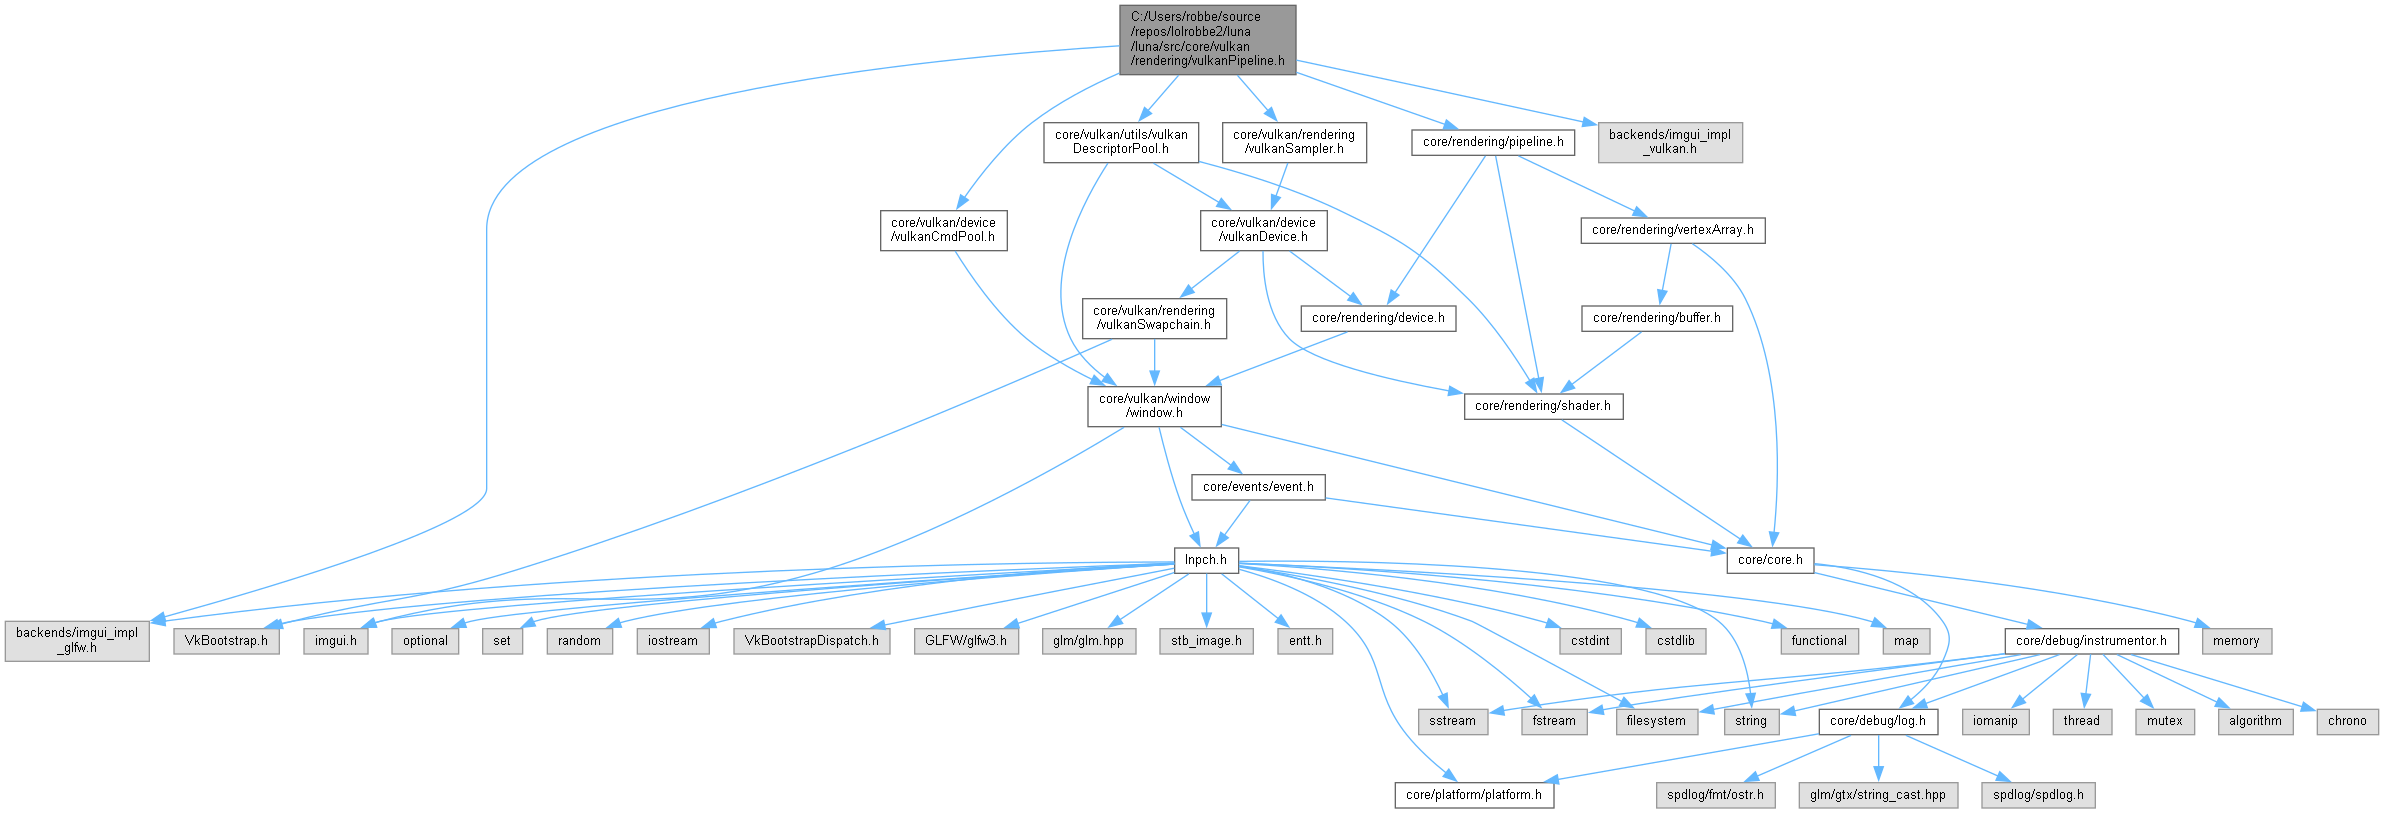 C:/Users/robbe/source
/repos/lolrobbe2/luna
/luna/src/core/vulkan
/rendering/vulkanPipeline.h
core/vulkan/utils/vulkan
DescriptorPool.h
core/vulkan/rendering
/vulkanSampler.h
core/rendering/pipeline.h
backends/imgui_impl
_vulkan.h
core/vulkan/device
/vulkanCmdPool.h
core/vulkan/device
/vulkanDevice.h
core/rendering/vertexArray.h
core/vulkan/rendering
/vulkanSwapchain.h
core/rendering/device.h
core/rendering/buffer.h
core/vulkan/window
/window.h
core/rendering/shader.h
core/events/event.h
lnpch.h
core/core.h
backends/imgui_impl
_glfw.h
VkBootstrap.h
imgui.h
optional
set
random
iostream
VkBootstrapDispatch.h
GLFW/glfw3.h
glm/glm.hpp
stb_image.h
entt.h
cstdint
cstdlib
functional
map
core/debug/instrumentor.h
memory
sstream
fstream
filesystem
string
core/debug/log.h
iomanip
thread
mutex
algorithm
chrono
core/platform/platform.h
spdlog/fmt/ostr.h
glm/gtx/string_cast.hpp
spdlog/spdlog.h